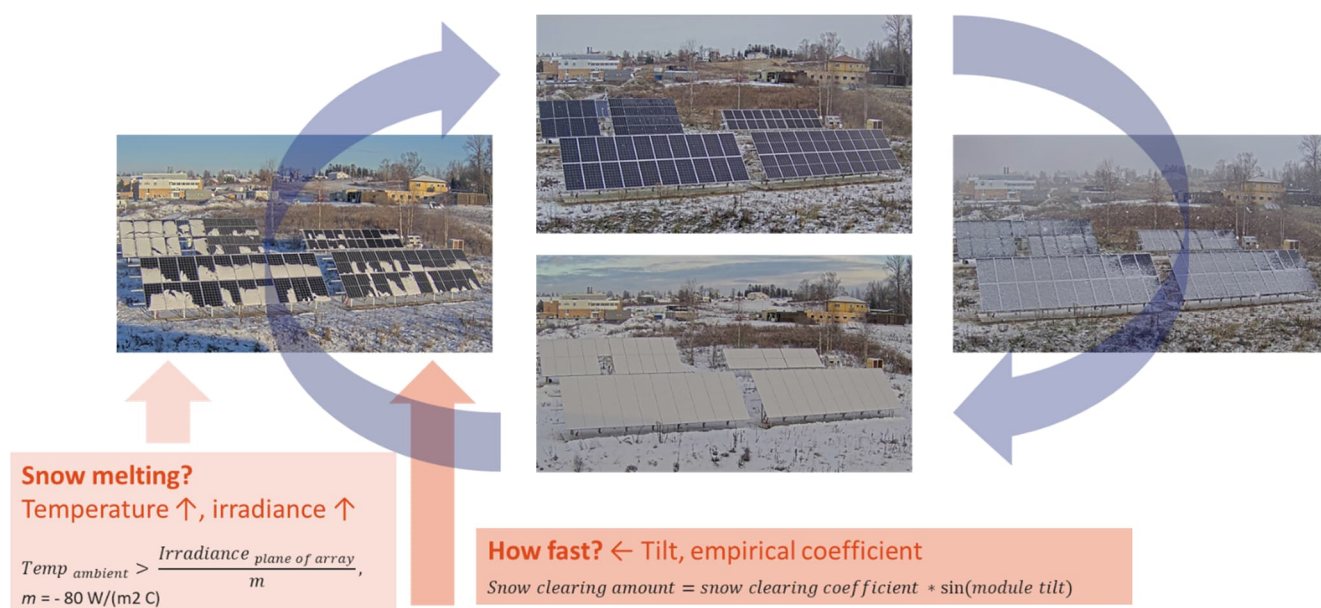 Snow melting?
Temperature ↑, irradiance ↑
Temp ambient > Irradiance plane of array / m,
m = - 80 W/(m2 C)
How fast? ← Tilt, empirical coefficient
Snow clearing amount = snow clearing coefficient * sin(module tilt)